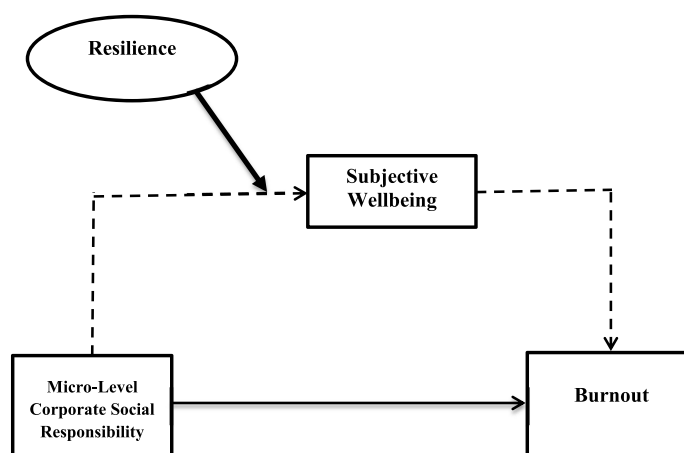 Resilience
Subjective
Wellbeing
Micro-Level
Corporate Social
Responsibility
Burnout